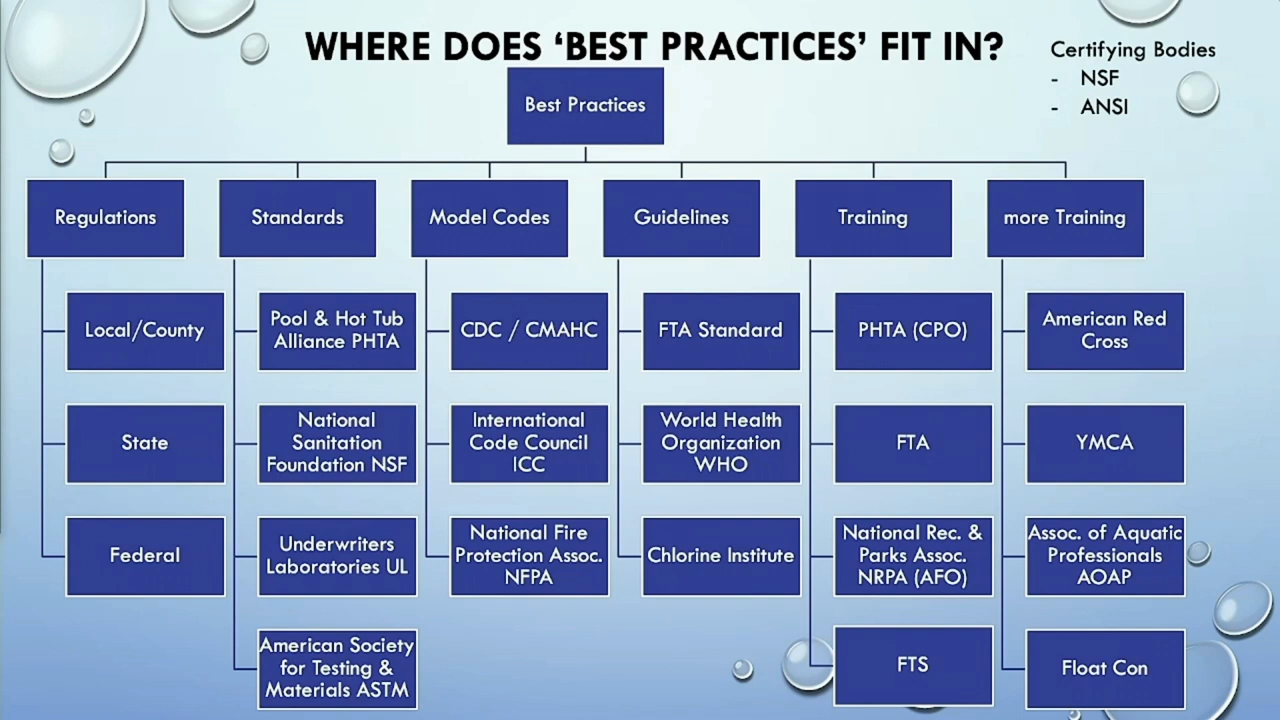 WHERE DOES ‘BEST PRACTICES’ FIT IN?
Certifying Bodies
- NSF
- ANSI
Best Practices
Regulations
Local/County
State
Federal
Standards
Pool & Hot Tub
Alliance PHTA
National
Sanitation
Foundation NSF
Underwriters
Laboratories UL
American Society
for Testing &
Materials ASTM
Model Codes
CDC / CMAHC
International
Code Council
ICC
National Fire
Protection Assoc.
NFPA
Guidelines
FTA Standard
World Health
Organization
WHO
Chlorine Institute
Training
PHTA (CPO)
FTA
National Rec. &
Parks Assoc.
NRPA (AFO)
FTS
more Training
American Red
Cross
YMCA
Assoc. of Aquatic
Professionals
AOAP
Float Con